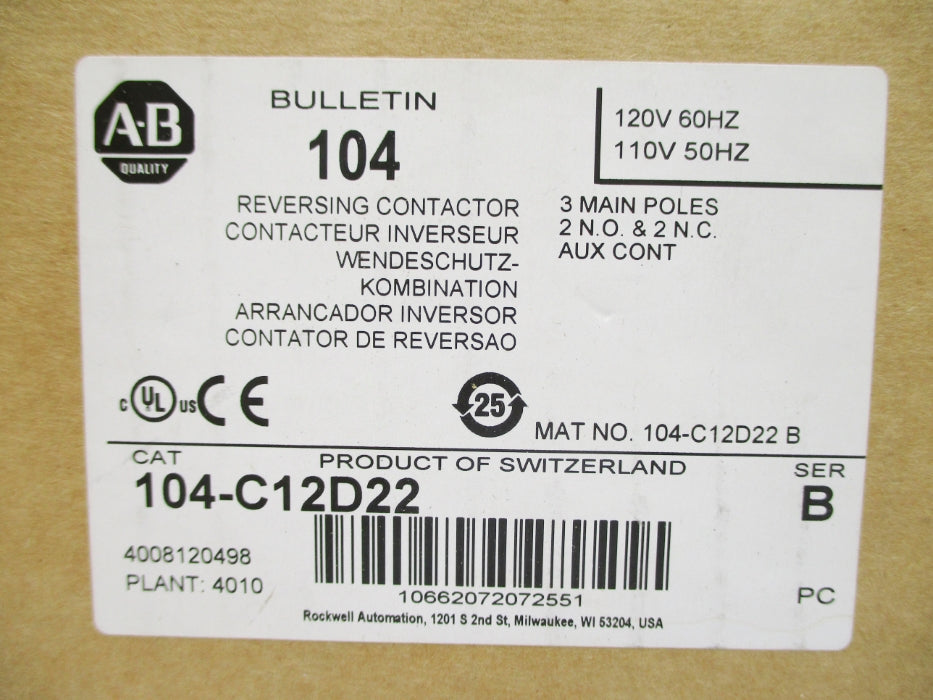 A-B
QUALITY
BULLETIN
104
REVERSING CONTACTOR
CONTACTEUR INVERSEUR
WENDESCHUTZ-
KOMBINATION
ARRANCADOR INVERSOR
CONTATOR DE REVERSAO
120V 60HZ
110V 50HZ
3 MAIN POLES
2 N.O. & 2 N.C.
AUX CONT
C UL US CE
25
MAT NO. 104-C12D22 B
CAT
PRODUCT OF SWITZERLAND
SER
104-C12D22
B
4008120498
PLANT: 4010
10662072072551
PC
Rockwell Automation, 1201 S 2nd St, Milwaukee, WI 53204, USA